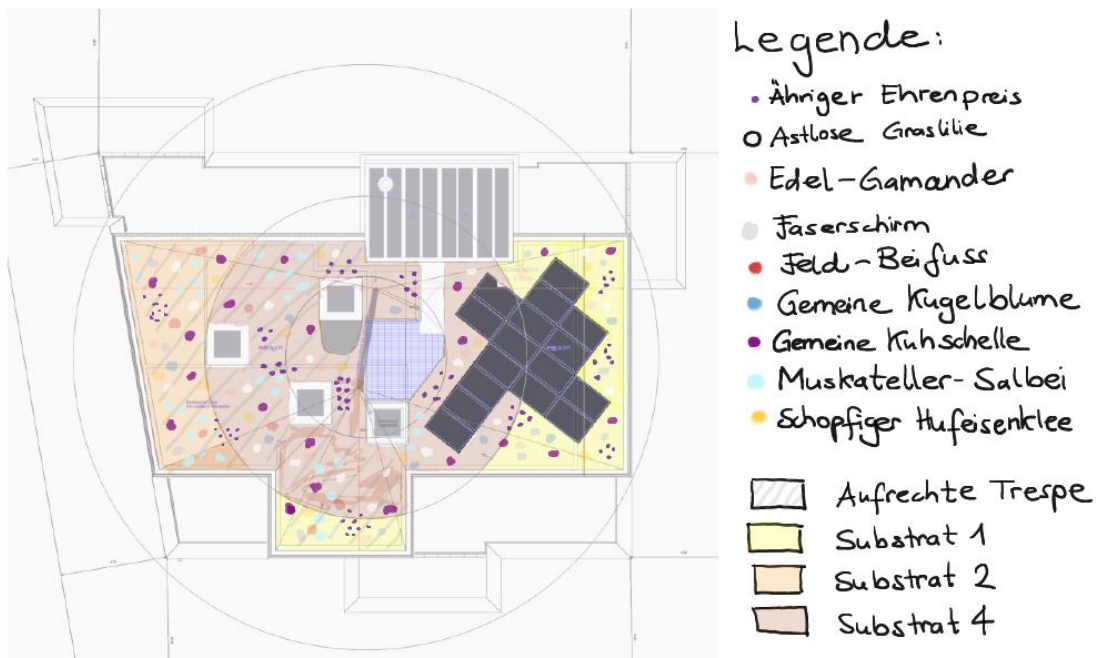 Legende:
Ähriger Ehrenpreis
Astlose Graslilie
Edel-Gamander
Faserschirm
Feld-Beifuss
Gemeine Kugelblume
Gemeine Kuhschelle
Muskateller-Salbei
Schopfiger Hufeisenklee
Aufrechte Trespe
Substrat 1
Substrat 2
Substrat 4